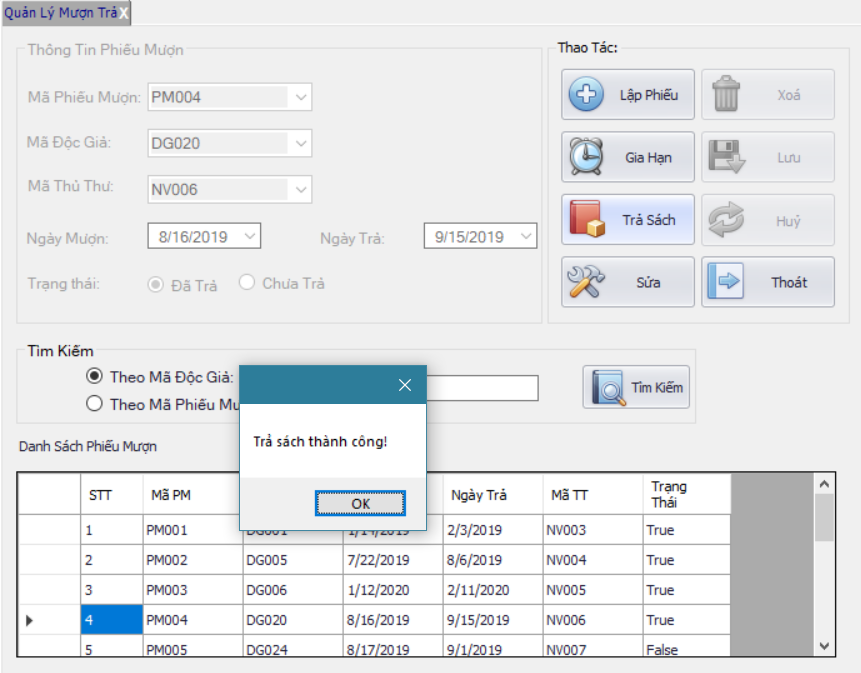 Quản Lý Mượn Trả X
Thông Tin Phiếu Mượn
Mã Phiếu Mượn: PM004
Mã Độc Giả: DG020
Mã Thủ Thư: NV006
Ngày Mượn: 8/16/2019 Ngày Trả: 9/15/2019
Trạng thái: Đã Trả Chưa Trả
Thao Tác:
Lập Phiếu Xoá
Gia Hạn Lưu
Trả Sách Huỷ
Sửa Thoát
Tìm Kiếm
Theo Mã Độc Giả:
Theo Mã Phiếu Mư
Tìm Kiếm
Trả sách thành công!
OK
Danh Sách Phiếu Mượn
STT Mã PM Ngày Trả Mã TT Trạng
Thái
1 PM001 DG001 1/14/2019 2/3/2019 NV003 True
2 PM002 DG005 7/22/2019 8/6/2019 NV004 True
3 PM003 DG006 1/12/2020 2/11/2020 NV005 True
4 PM004 DG020 8/16/2019 9/15/2019 NV006 True
5 PM005 DG024 8/17/2019 9/1/2019 NV007 False